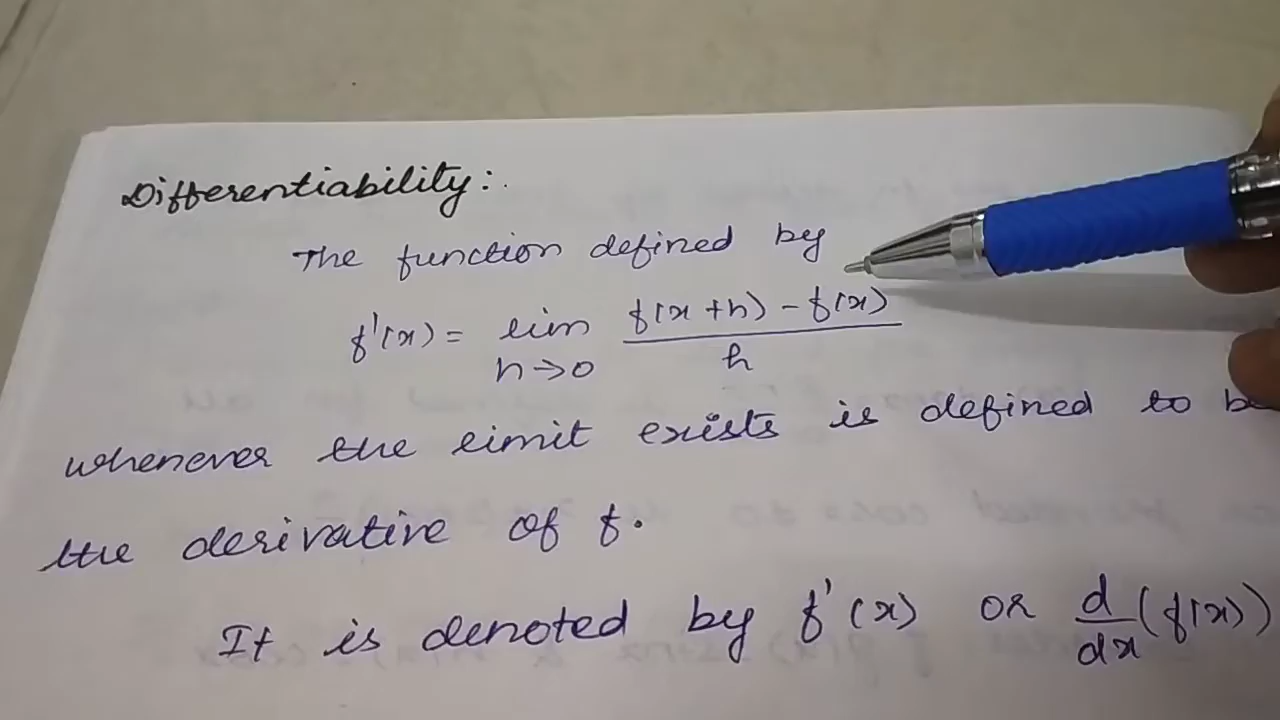 Differentiability:
The function defined by
f'(x) = lim h→0 f(x+h) - f(x) / h
whenever the limit exists is defined to be
the derivative of f.
It is denoted by f'(x) or d/dx (f(x))